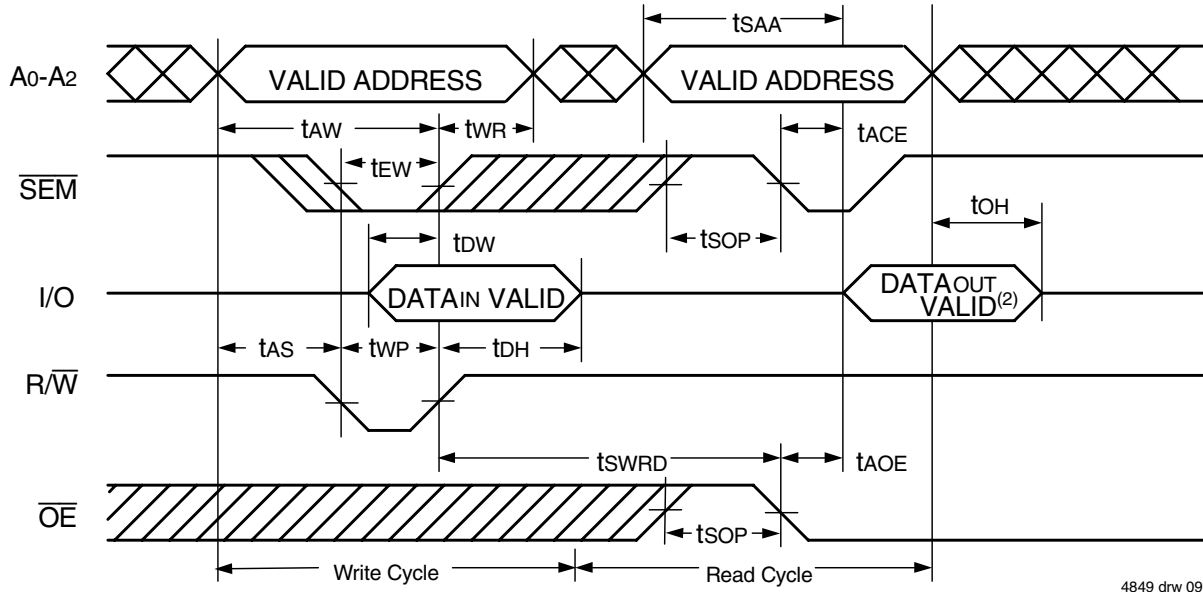 tSAA
A0-A2 VALID ADDRESS VALID ADDRESS
tAW tWR tACE
tEW
SEM
tSOP tOH
tDW
I/O DATAIN VALID DATAOUT
VALID(2)
tAS tWP tDH
R/W
tSWRD tAOE
OE
tSOP
Write Cycle Read Cycle
4849 drw 09